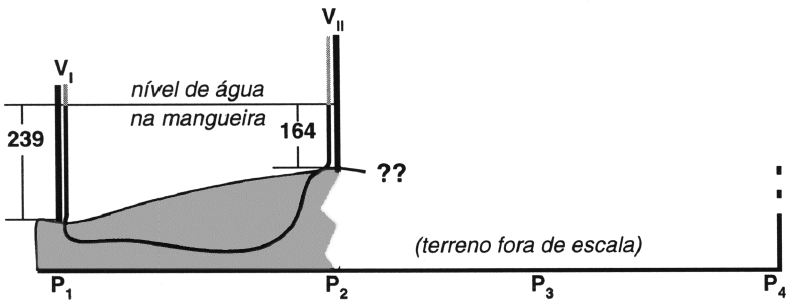 V_II
V_I
nível de água
na mangueira
239
164
??
(terreno fora de escala)
P_1
P_2
P_3
P_4